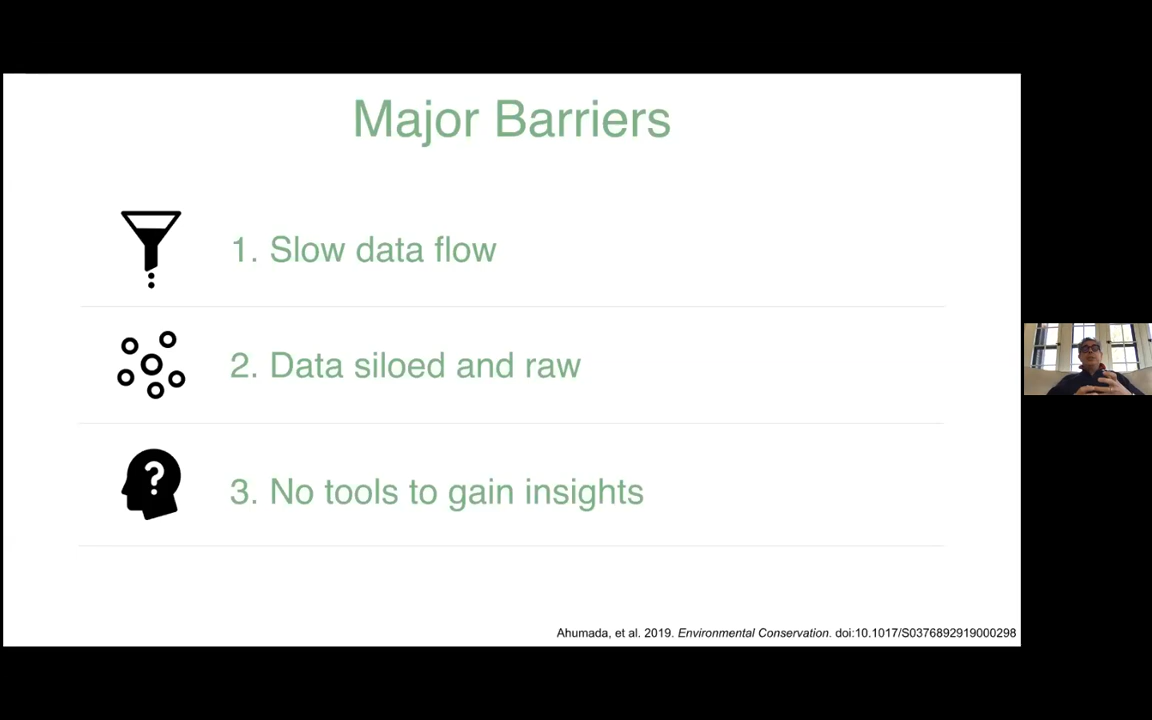 Major Barriers
1. Slow data flow
2. Data siloed and raw
?
3. No tools to gain insights
Ahumada, et al. 2019. Environmental Conservation. doi:10.1017/S0376892919000298